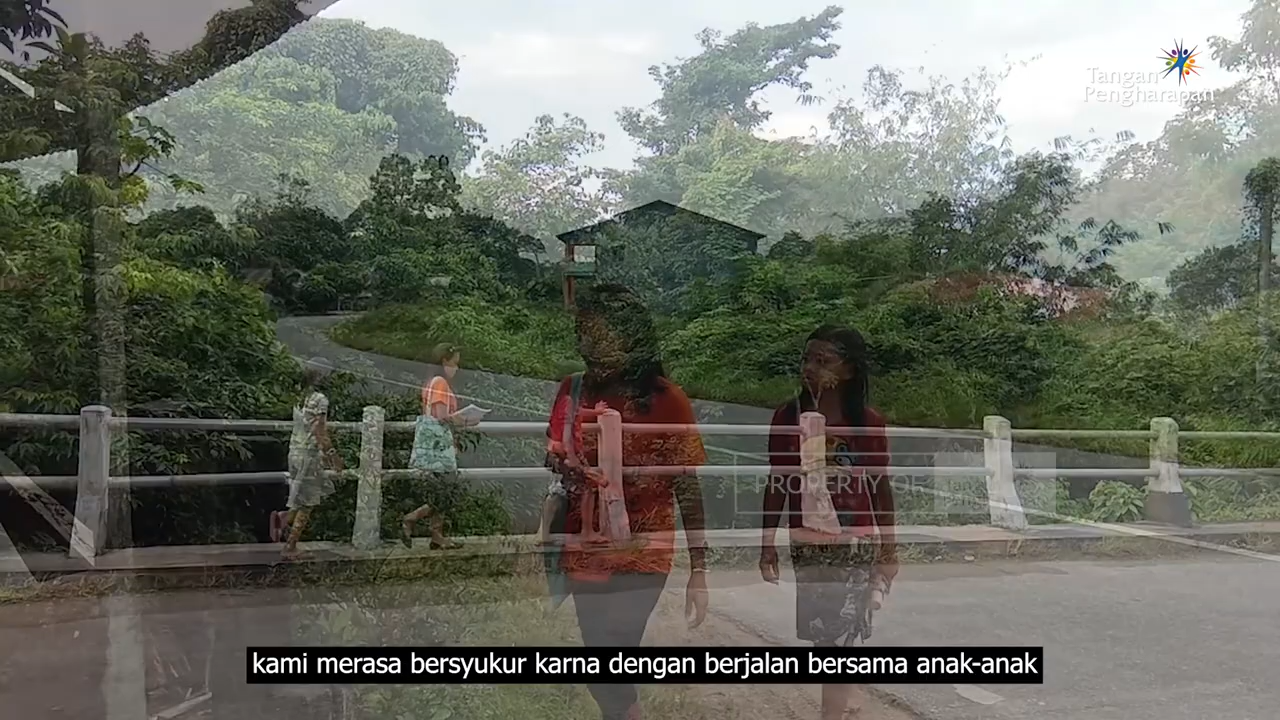 Tangan
Pengharapan
PROPERTY OF
kami merasa bersyukur karna dengan berjalan bersama anak-anak